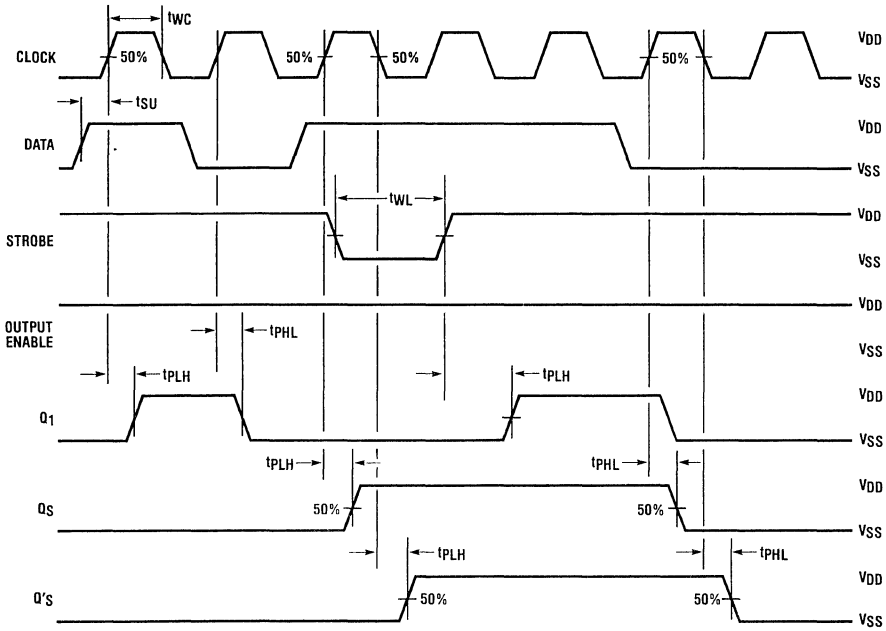 tWC
VDD
CLOCK 50% 50% 50% 50%
VSS
tSU
VDD
DATA
VSS
tWL
VDD
STROBE
VSS
VDD
OUTPUT
ENABLE
tPHL
VSS
tPLH tPLH
VDD
Q1
VSS
tPLH tPHL
VDD
QS 50% 50%
VSS
tPLH tPHL
VDD
Q'S 50% 50%
VSS